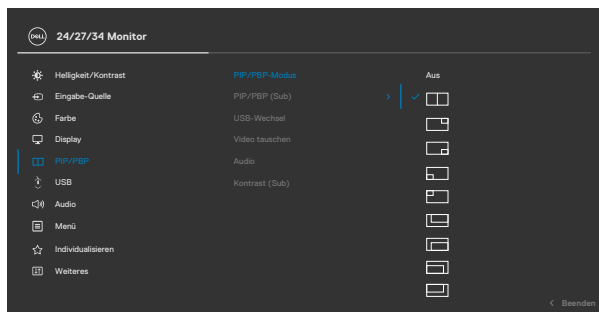 DELL
24/27/34 Monitor
Helligkeit/Kontrast
Eingabe-Quelle
Farbe
Display
PIP/PBP
USB
Audio
Menü
Individualisieren
Weiteres
PIP/PBP-Modus
PIP/PBP (Sub)
USB-Wechsel
Video tauschen
Audio
Kontrast (Sub)
Aus
Beenden